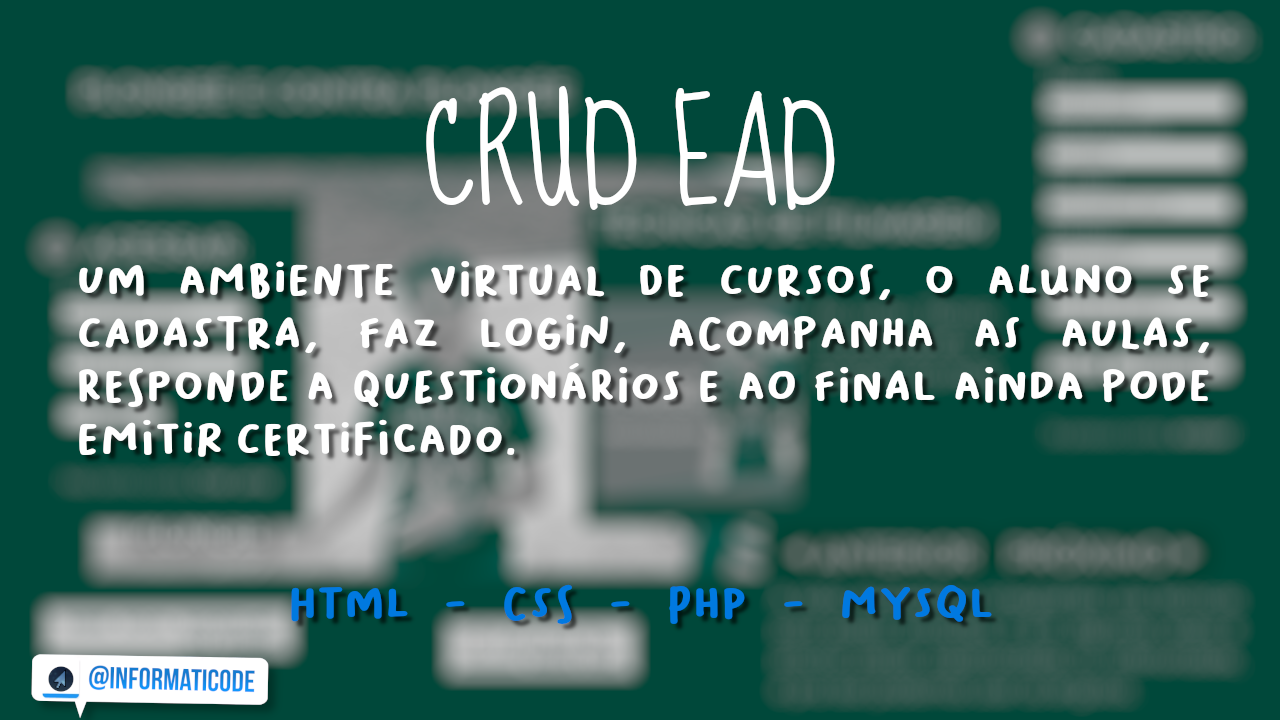 CRUD EAD
UM AMBIENTE VIRTUAL DE CURSOS, O ALUNO SE
CADASTRA, FAZ LOGIN, ACOMPANHA AS AULAS,
RESPONDE A QUESTIONÁRIOS E AO FINAL AINDA PODE
EMITIR CERTIFICADO.
HTML - CSS - PHP - MYSQL
@INFORMATICODE